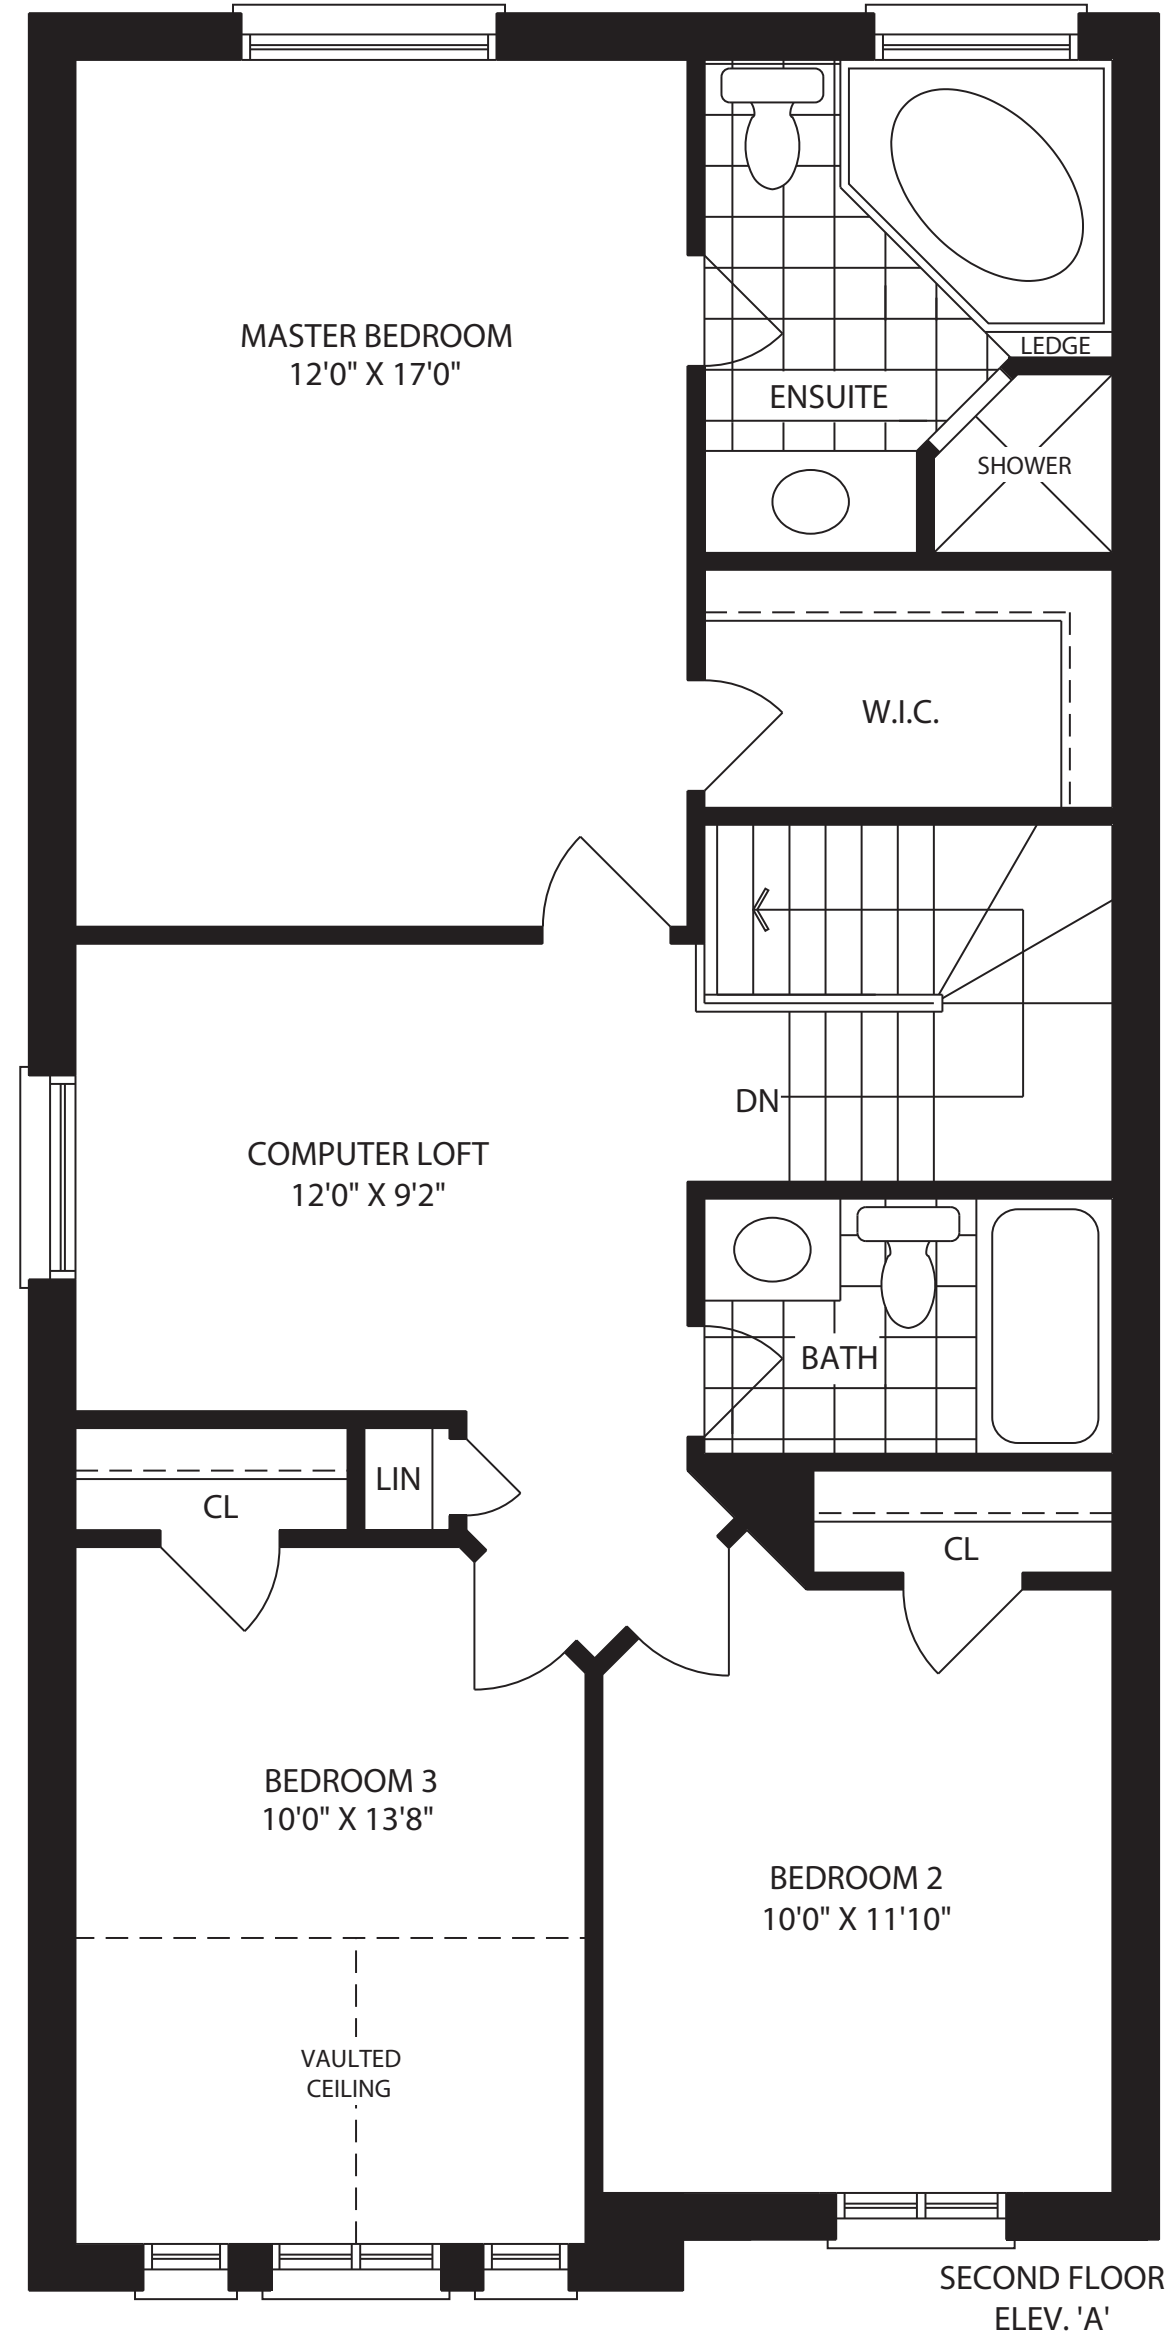 MASTER BEDROOM
12'0" X 17'0"
LEDGE
ENSUITE
SHOWER
W.I.C.
DN
COMPUTER LOFT
12'0" X 9'2"
BATH
LIN
CL
CL
BEDROOM 3
10'0" X 13'8"
BEDROOM 2
10'0" X 11'10"
VAULTED
CEILING
SECOND FLOOR
ELEV. 'A'